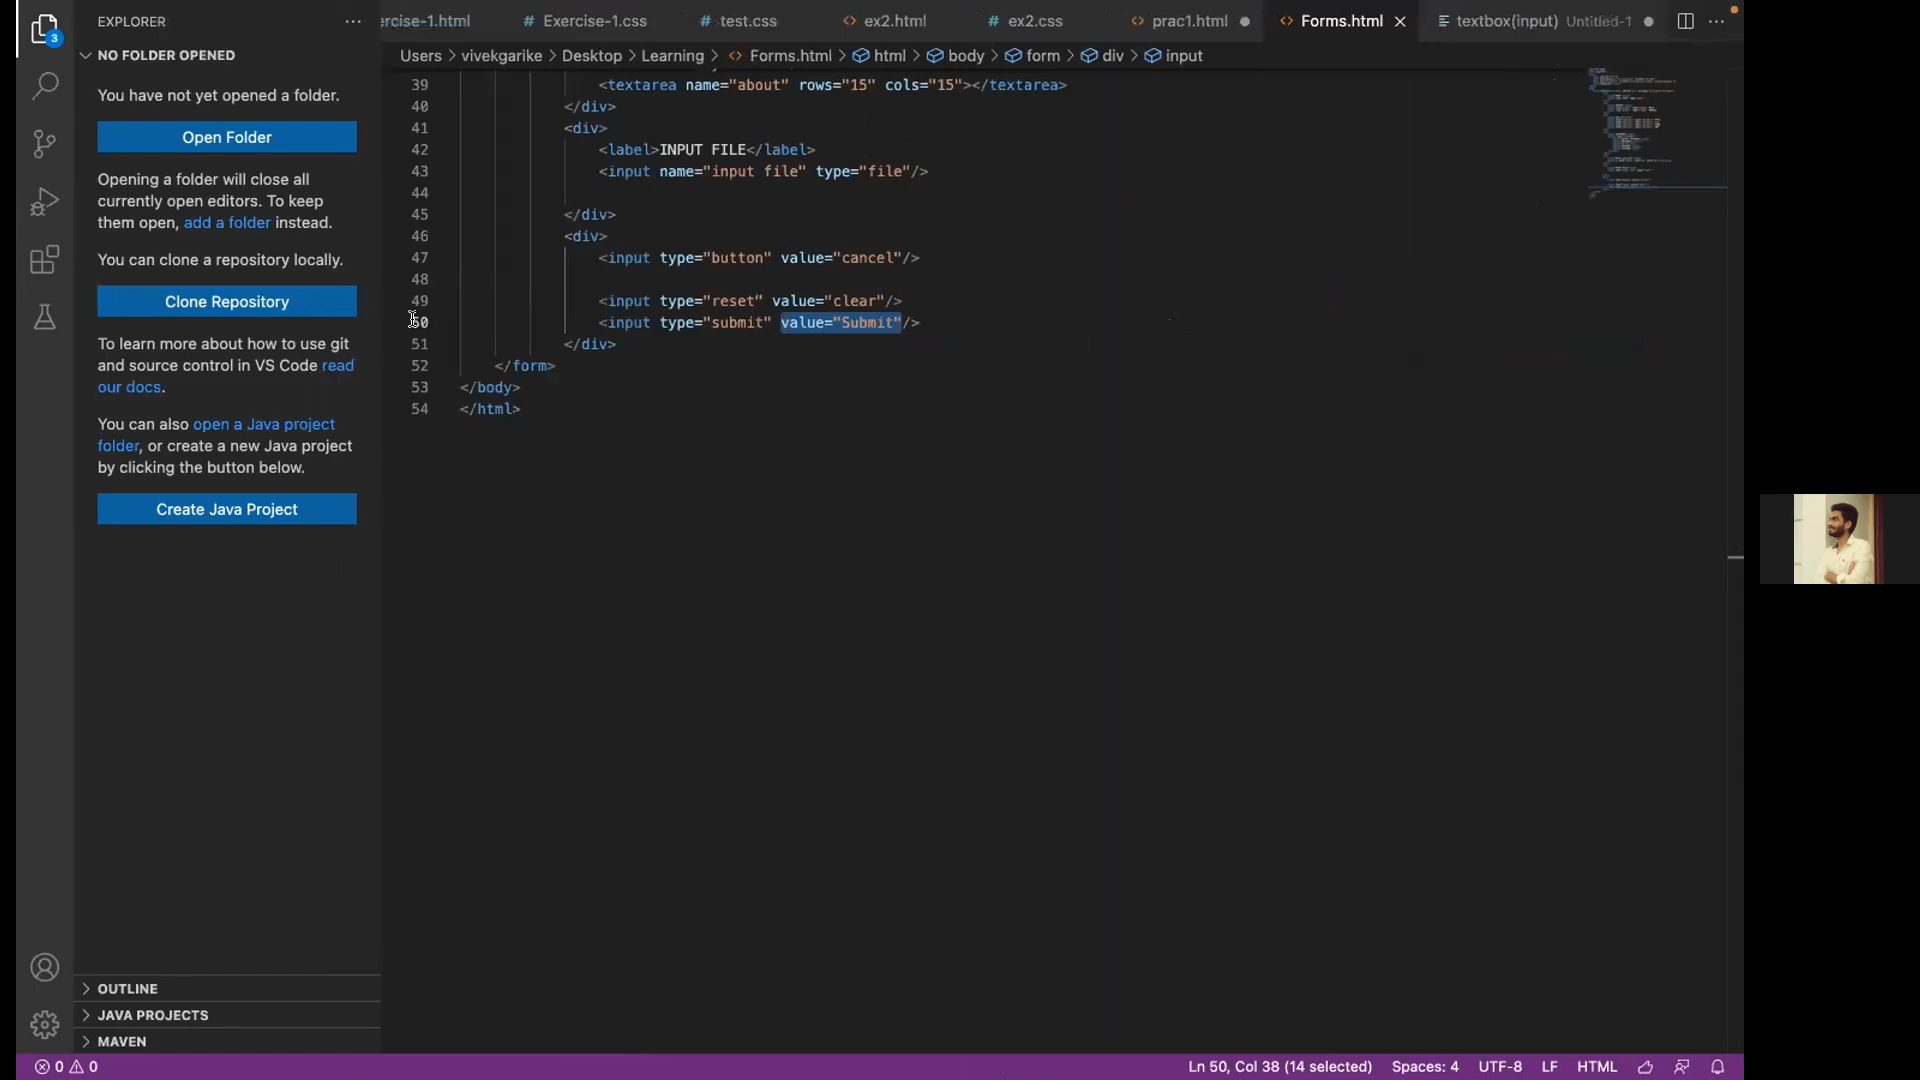 EXPLORER
NO FOLDER OPENED
You have not yet opened a folder.
Open Folder
Opening a folder will close all
currently open editors. To keep
them open, add a folder instead.
You can clone a repository locally.
Clone Repository
To learn more about how to use git
and source control in VS Code read
our docs.
You can also open a Java project
folder, or create a new Java project
by clicking the button below.
Create Java Project
OUTLINE
JAVA PROJECTS
MAVEN
3
ercise-1.html # Exercise-1.css # test.css <> ex2.html # ex2.css <> prac1.html <> Forms.html textbox(input) Untitled-1
Users > vivekgarike > Desktop > Learning > <> Forms.html > html > body > form > div > input
39 <textarea name="about" rows="15" cols="15"></textarea>
40 </div>
41 <div>
42 <label>INPUT FILE</label>
43 <input name="input file" type="file"/>
44
45 </div>
46 <div>
47 <input type="button" value="cancel"/>
48
49 <input type="reset" value="clear"/>
50 <input type="submit" value="Submit"/>
51 </div>
52 </form>
53 </body>
54 </html>
0 0
Ln 50, Col 38 (14 selected) Spaces: 4 UTF-8 LF HTML